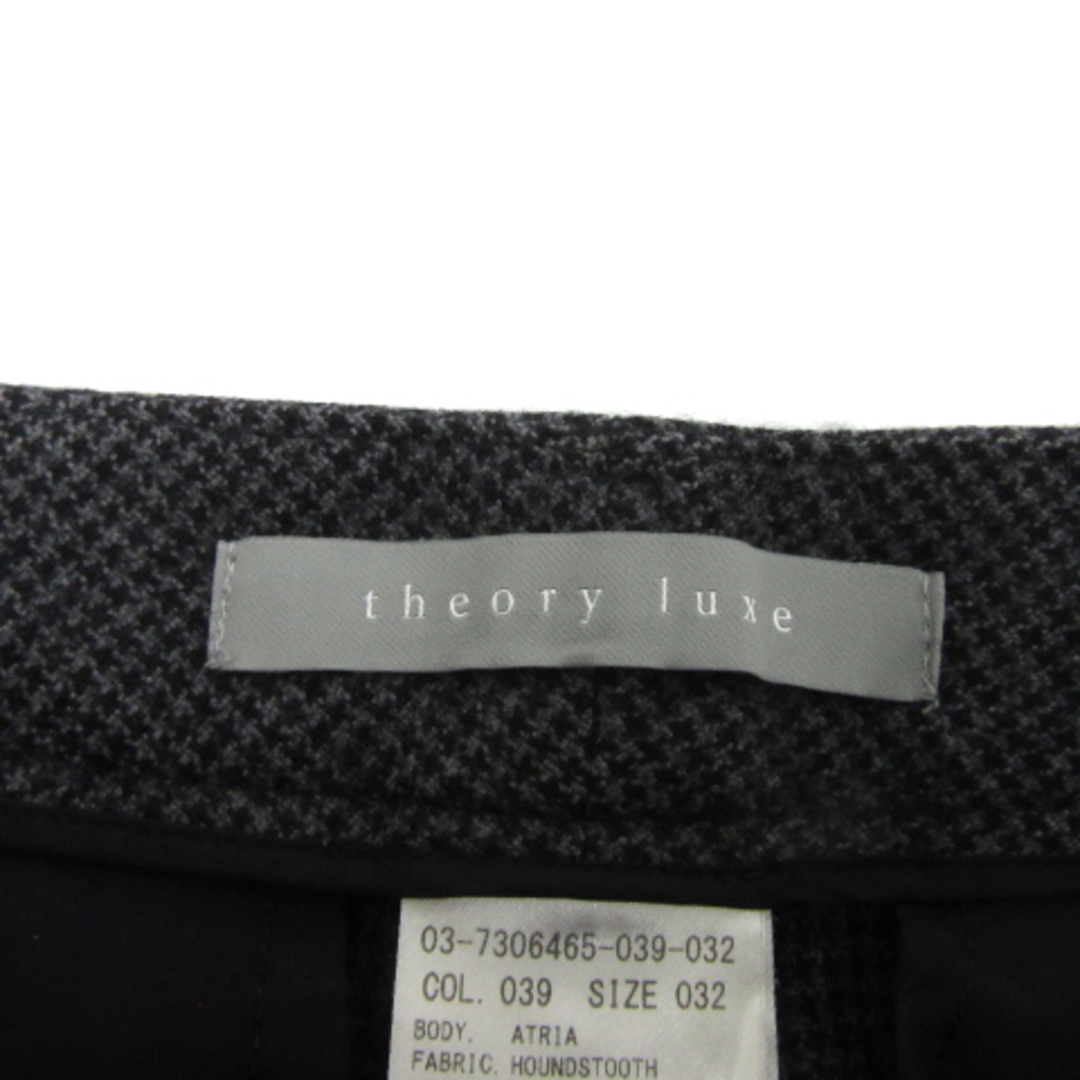 theory luxe
03-7306465-039-032
COL. 039 SIZE 032
BODY. ATRIA
FABRIC. HOUNDSTOOTH